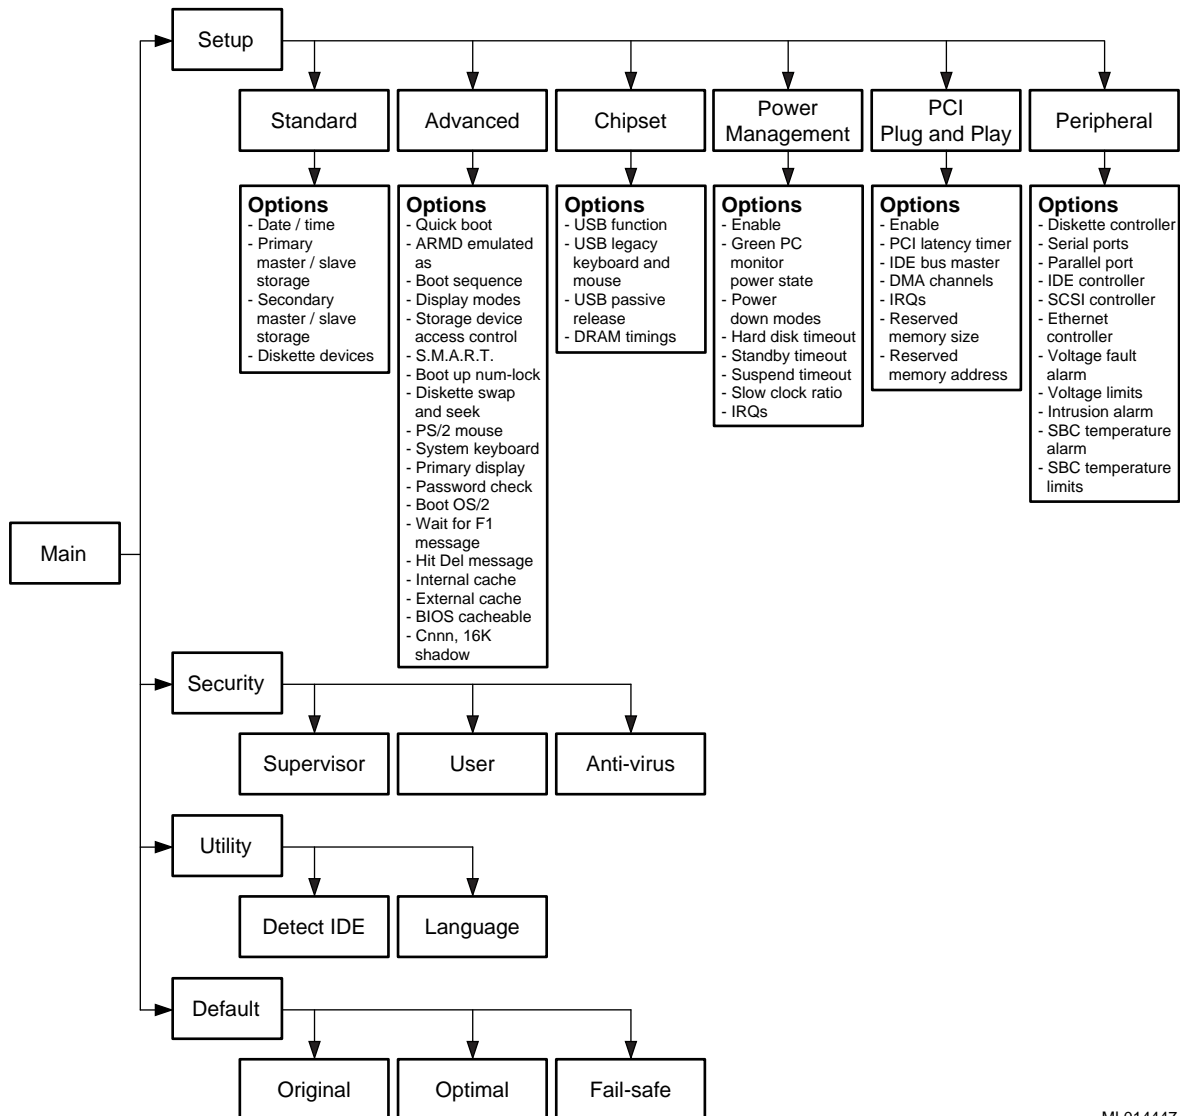 Setup
Standard
Advanced
Chipset
Power
Management
PCI
Plug and Play
Peripheral
Options
- Date / time
- Primary
master / slave
storage
- Secondary
master / slave
storage
- Diskette devices
Options
- Quick boot
- ARMD emulated
as
- Boot sequence
- Display modes
- Storage device
access control
- S.M.A.R.T.
- Boot up num-lock
- Diskette swap
and seek
- PS/2 mouse
- System keyboard
- Primary display
- Password check
- Boot OS/2
- Wait for F1
message
- Hit Del message
- Internal cache
- External cache
- BIOS cacheable
- Cnnn, 16K
shadow
Options
- USB function
- USB legacy
keyboard and
mouse
- USB passive
release
- DRAM timings
Options
- Enable
- Green PC
monitor
power state
- Power
down modes
- Hard disk timeout
- Standby timeout
- Suspend timeout
- Slow clock ratio
- IRQs
Options
- Enable
- PCI latency timer
- IDE bus master
- DMA channels
- IRQs
- Reserved
memory size
- Reserved
memory address
Options
- Diskette controller
- Serial ports
- Parallel port
- IDE controller
- SCSI controller
- Ethernet
controller
- Voltage fault
alarm
- Voltage limits
- Intrusion alarm
- SBC temperature
alarm
- SBC temperature
limits
Main
Security
Supervisor
User
Anti-virus
Utility
Detect IDE
Language
Default
Original
Optimal
Fail-safe